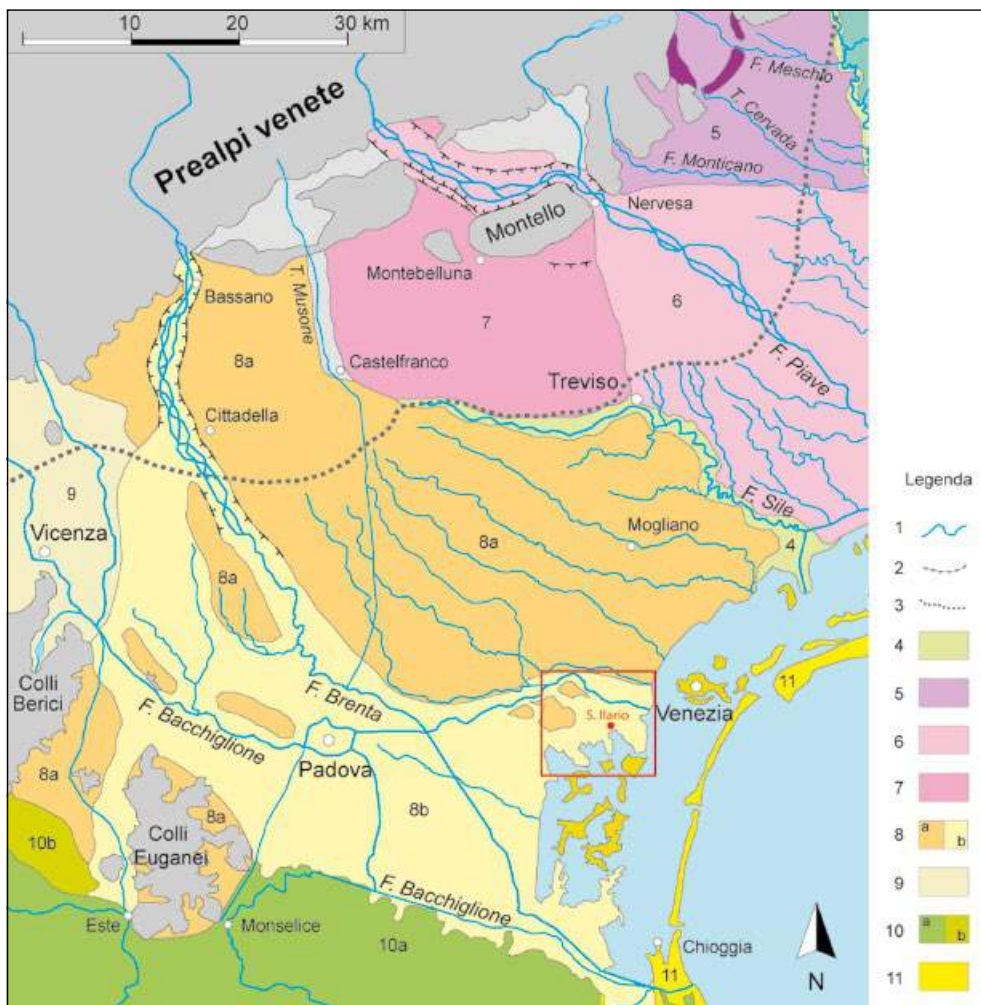 10 20 30 km
Prealpi venete
F. Meschio
T. Cervada
5
F. Monticano
Nervesa
Montello
Montebelluna
T. Musone
Bassano
6
7
8a
F. Piave
Castelfranco
Treviso
Cittadella
9
Vicenza
F. Sile
Mogliano
8a
4
8a
Colli
Berici
F. Brenta
S. Ilario
Venezia
11
F. Bacchiglione
Padova
8a
8a
8b
10b
Colli
Euganei
F. Bacchiglione
Este
Monselice
10a
Chioggia
11
N
Legenda
1
2
3
4
5
6
7
8 a b
9
10 a b
11